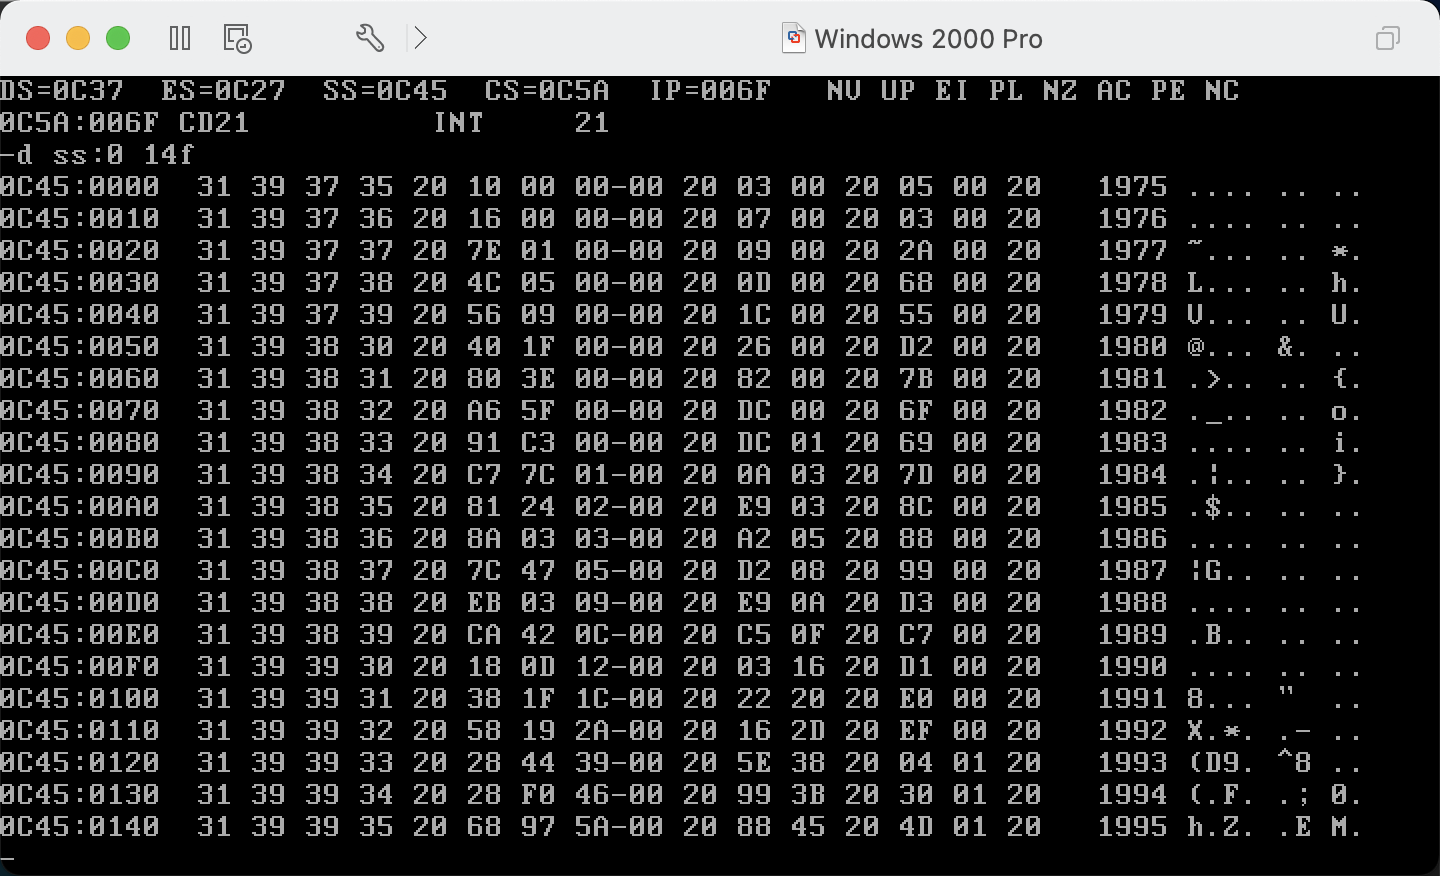 Windows 2000 Pro
DS=0C37  ES=0C27  SS=0C45  CS=0C5A  IP=006F   NV UP EI PL NZ AC PE NC
0C5A:006F CD21          INT     21
-d ss:0 14f
0C45:0000  31 39 37 35 20 10 00 00-00 20 03 00 20 05 00 20   1975 .... .. ..
0C45:0010  31 39 37 36 20 16 00 00-00 20 07 00 20 03 00 20   1976 .... .. ..
0C45:0020  31 39 37 37 20 7E 01 00-00 20 09 00 20 2A 00 20   1977 ~... .. *.
0C45:0030  31 39 37 38 20 4C 05 00-00 20 0D 00 20 68 00 20   1978 L... .. h.
0C45:0040  31 39 37 39 20 56 09 00-00 20 1C 00 20 55 00 20   1979 V... .. U.
0C45:0050  31 39 38 30 20 40 1F 00-00 20 26 00 20 D2 00 20   1980 @... &. ..
0C45:0060  31 39 38 31 20 80 3E 00-00 20 82 00 20 7B 00 20   1981 .>.. .. {.
0C45:0070  31 39 38 32 20 A6 5F 00-00 20 DC 00 20 6F 00 20   1982 ._.. .. o.
0C45:0080  31 39 38 33 20 91 C3 00-00 20 DC 01 20 69 00 20   1983 .... .. i.
0C45:0090  31 39 38 34 20 C7 7C 01-00 20 0A 03 20 7D 00 20   1984 .|.. .. }.
0C45:00A0  31 39 38 35 20 81 24 02-00 20 E9 03 20 8C 00 20   1985 .$.. .. ..
0C45:00B0  31 39 38 36 20 8A 03 03-00 20 A2 05 20 88 00 20   1986 .... .. ..
0C45:00C0  31 39 38 37 20 7C 47 05-00 20 D2 08 20 99 00 20   1987 |G.. .. ..
0C45:00D0  31 39 38 38 20 EB 03 09-00 20 E9 0A 20 D3 00 20   1988 .... .. ..
0C45:00E0  31 39 38 39 20 CA 42 0C-00 20 C5 0F 20 C7 00 20   1989 .B.. .. ..
0C45:00F0  31 39 39 30 20 18 0D 12-00 20 03 16 20 D1 00 20   1990 .... .. ..
0C45:0100  31 39 39 31 20 38 1F 1C-00 20 22 20 20 E0 00 20   1991 8... "  ..
0C45:0110  31 39 39 32 20 58 19 2A-00 20 16 2D 20 EF 00 20   1992 X.*. .- ..
0C45:0120  31 39 39 33 20 28 44 39-00 20 5E 38 20 04 01 20   1993 (D9. ^8 ..
0C45:0130  31 39 39 34 20 28 F0 46-00 20 99 3B 20 30 01 20   1994 (.F. .; 0.
0C45:0140  31 39 39 35 20 68 97 5A-00 20 88 45 20 4D 01 20   1995 h.Z. .E M.
-